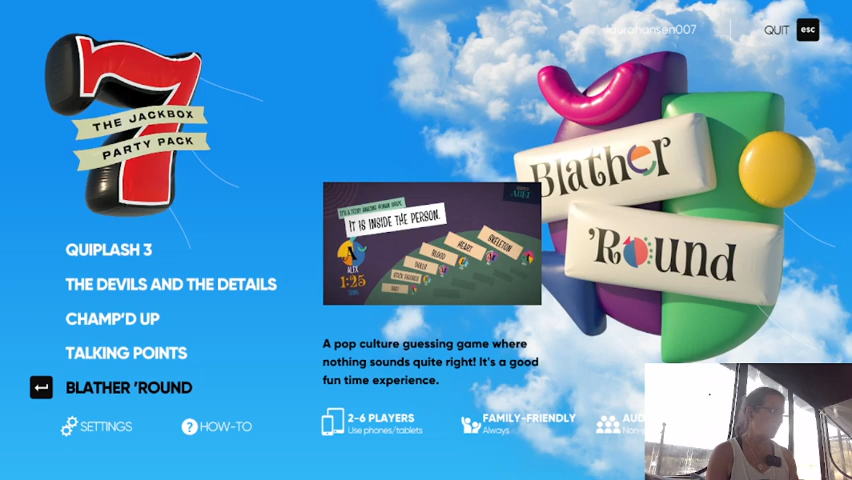 THE JACKBOX
PARTY PACK
QUIPLASH 3
THE DEVILS AND THE DETAILS
CHAMP'D UP
TALKING POINTS
BLATHER 'ROUND
SETTINGS
? HOW-TO
IT IS INSIDE THE PERSON.
ALEX
1:25
BLOOD
HEART
SKELETON
A pop culture guessing game where
nothing sounds quite right! It's a good
fun time experience.
2-6 PLAYERS
Use phones/tablets
FAMILY-FRIENDLY
Always
QUIT esc
Blather
'Round